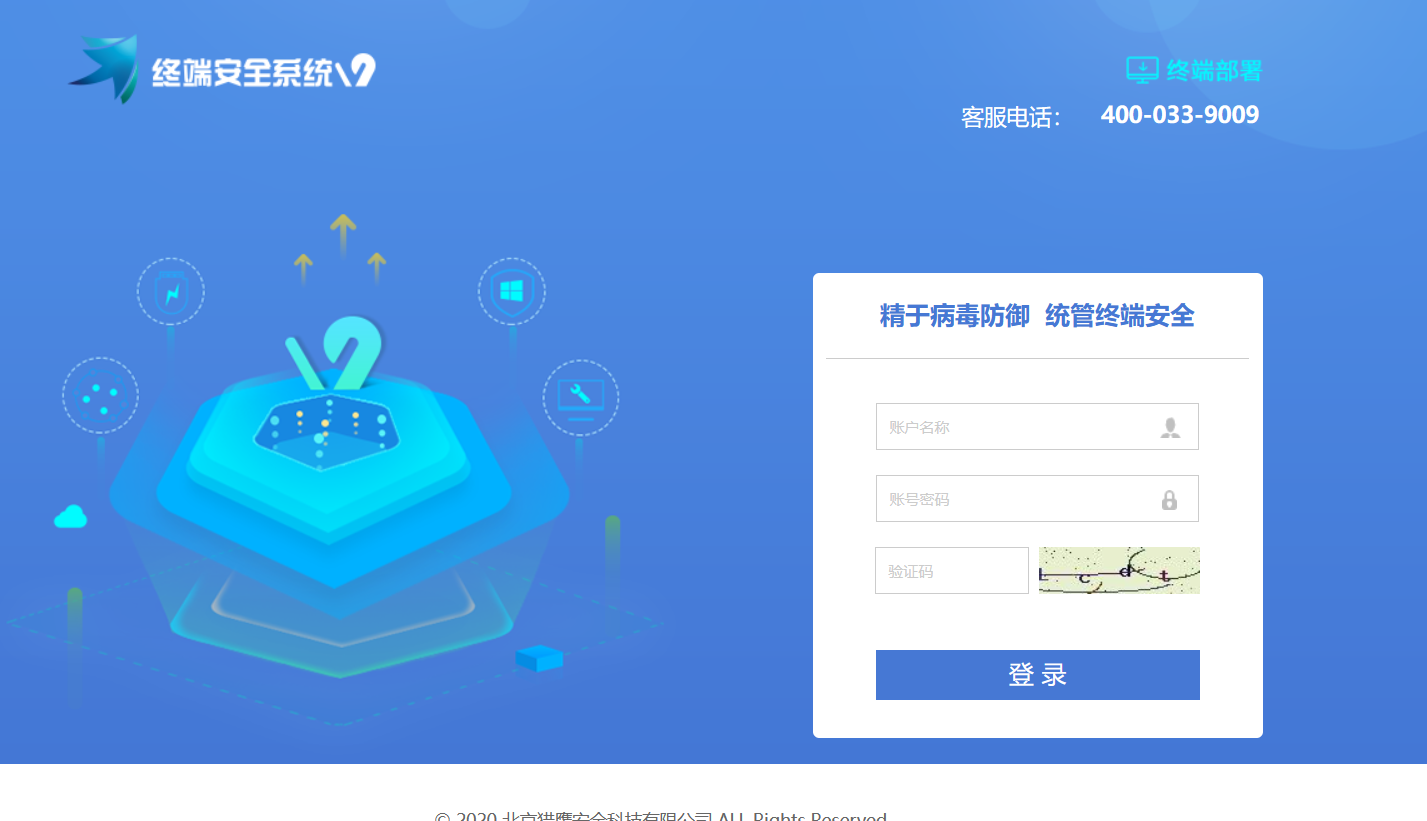 终端安全系统V9
终端部署
客服电话： 400-033-9009
V9
精于病毒防御 统管终端安全
账户名称
账号密码
验证码
c d t
登 录
© 2020 北京猎鹰安全科技有限公司 ALL Rights Reserved